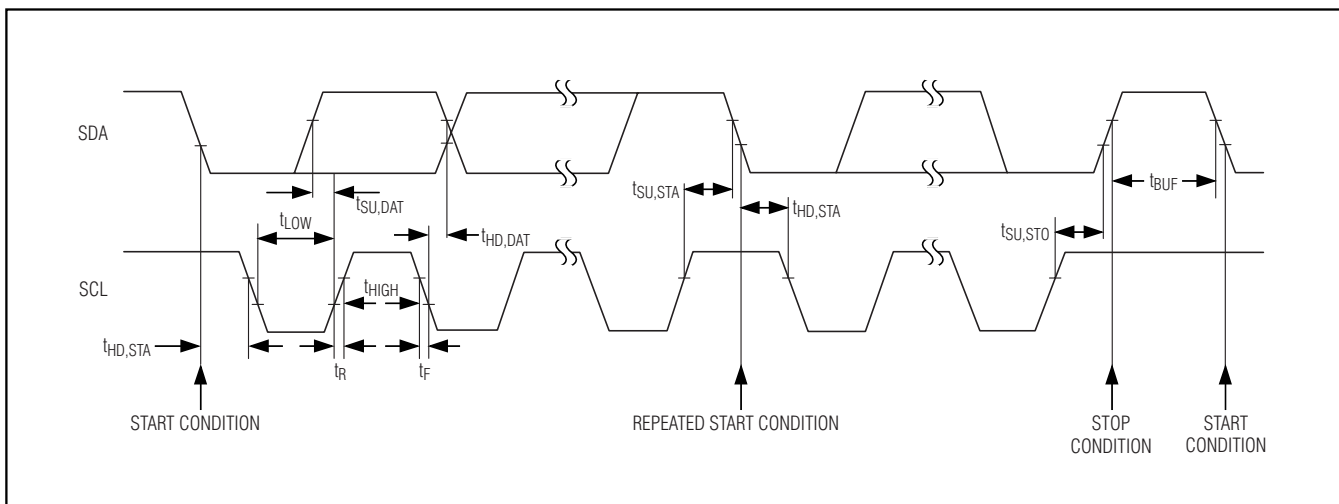 SDA
tSU,DAT
tLOW
tHD,DAT
tSU,STA
tHD,STA
tBUF
tSU,STO
SCL
tHIGH
tHD,STA
tR
tF
START CONDITION
REPEATED START CONDITION
STOP
CONDITION
START
CONDITION